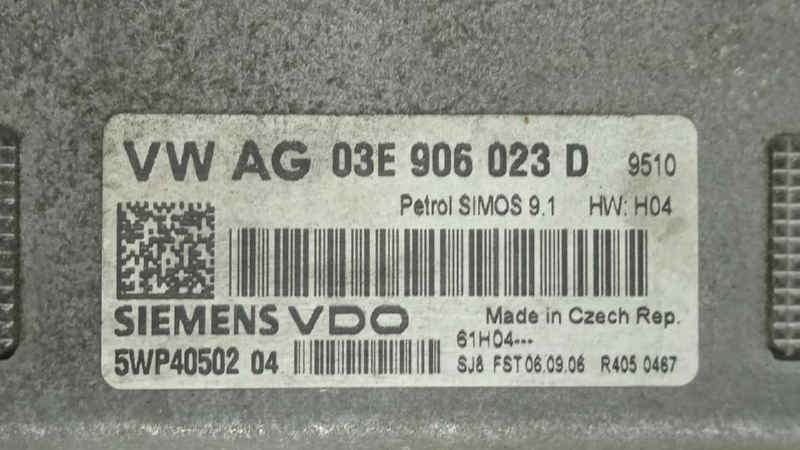 VW AG 03E 906 023 D 9510
Petrol SIMOS 9.1 HW: H04
SIEMENS VDO Made in Czech Rep.
61H04---
5WP40502 04 SJ8 FST 06.09.06 R405 0467